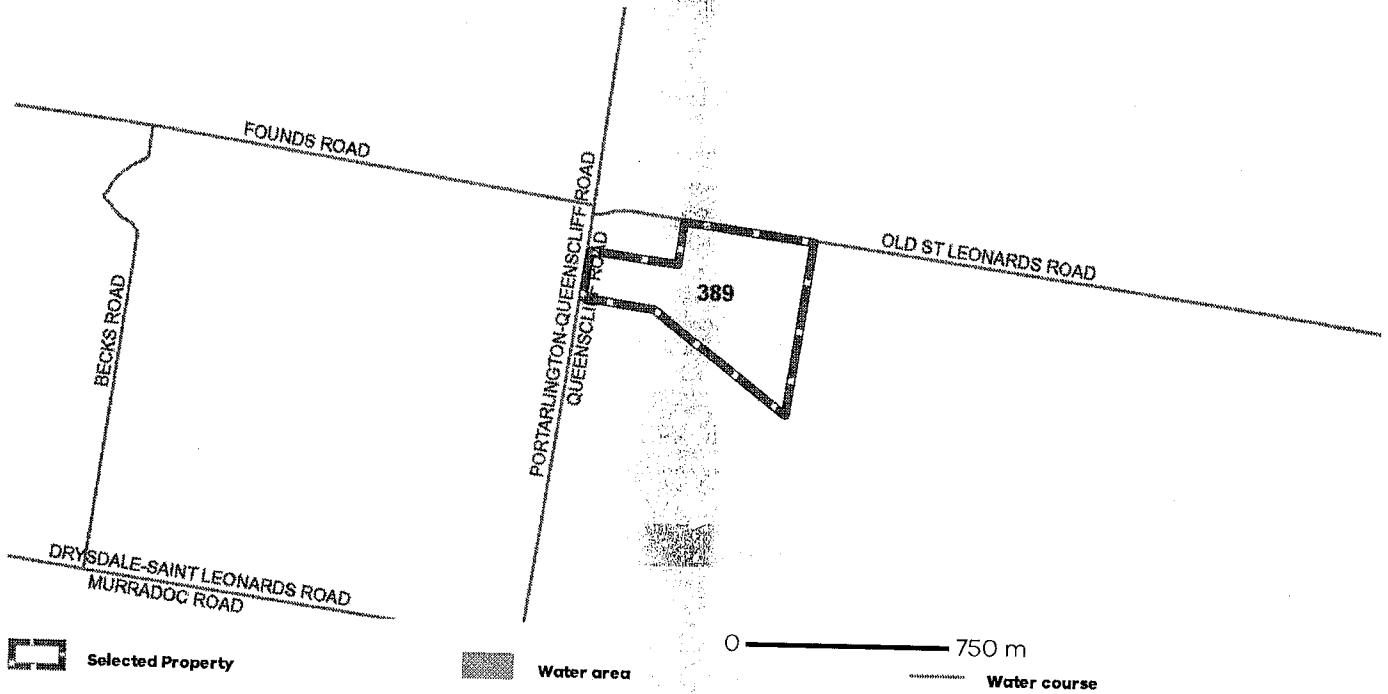 FOUNDS ROAD
PORTARLINGTON-QUEENSCLIFF ROAD
QUEENSCLIFF ROAD
OLD ST LEONARDS ROAD
389
BECKS ROAD
DRYSDALE-SAINT LEONARDS ROAD
MURRADOC ROAD
0 750 m
Selected Property
Water area
Water course